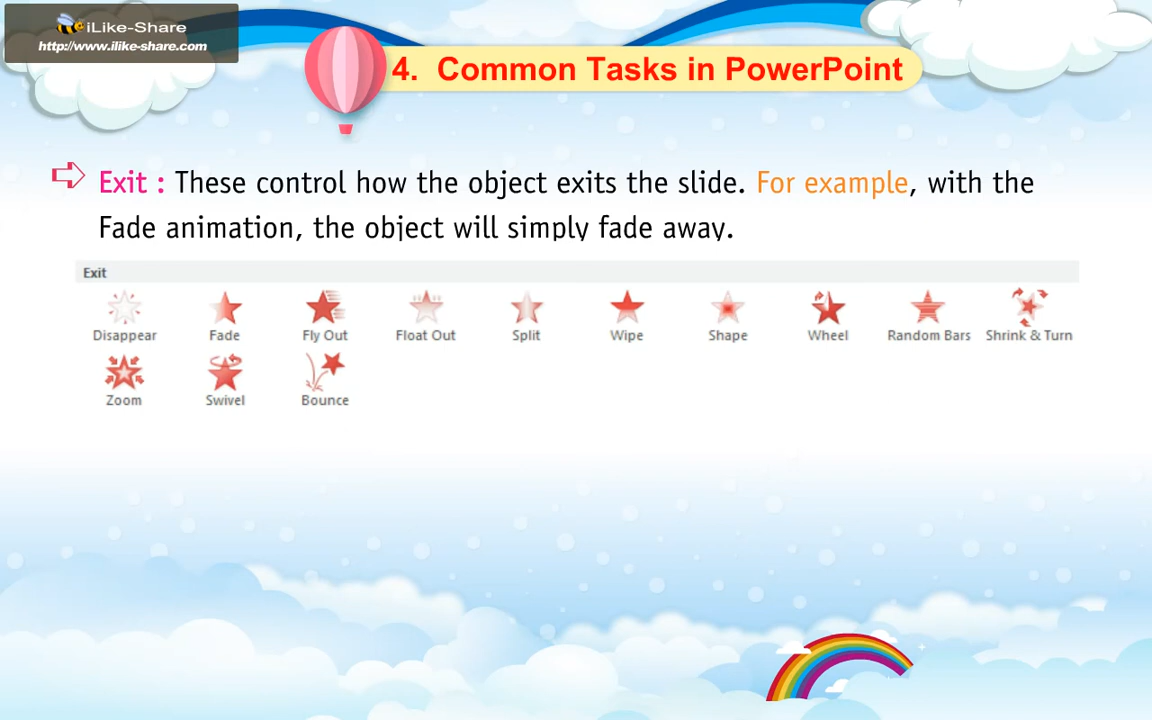 iLike-Share
http://www.ilike-share.com
4. Common Tasks in PowerPoint
Exit : These control how the object exits the slide. For example, with the
Fade animation, the object will simply fade away.
Exit
Disappear Fade Fly Out Float Out Split Wipe Shape Wheel Random Bars Shrink & Turn
Zoom Swivel Bounce